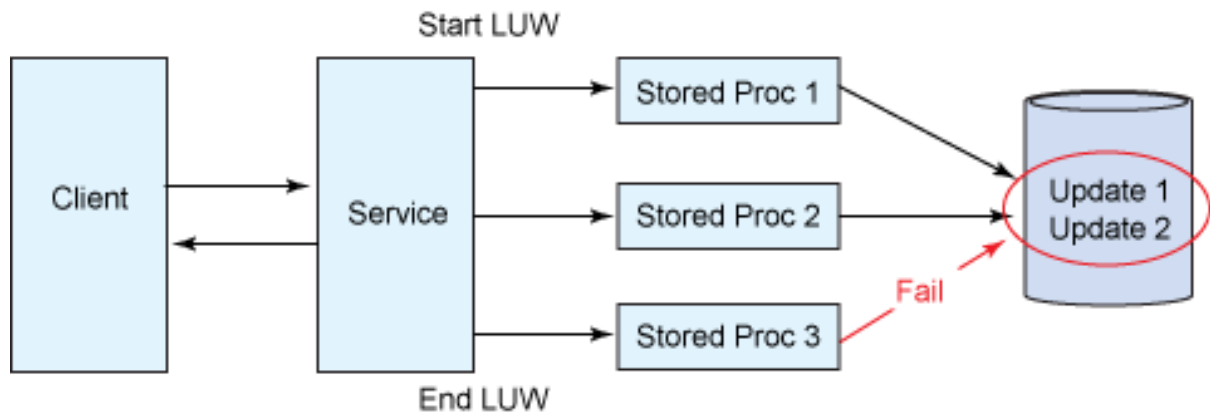 Start LUW
Client
Service
Stored Proc 1
Stored Proc 2
Stored Proc 3
Fail
Update 1
Update 2
End LUW